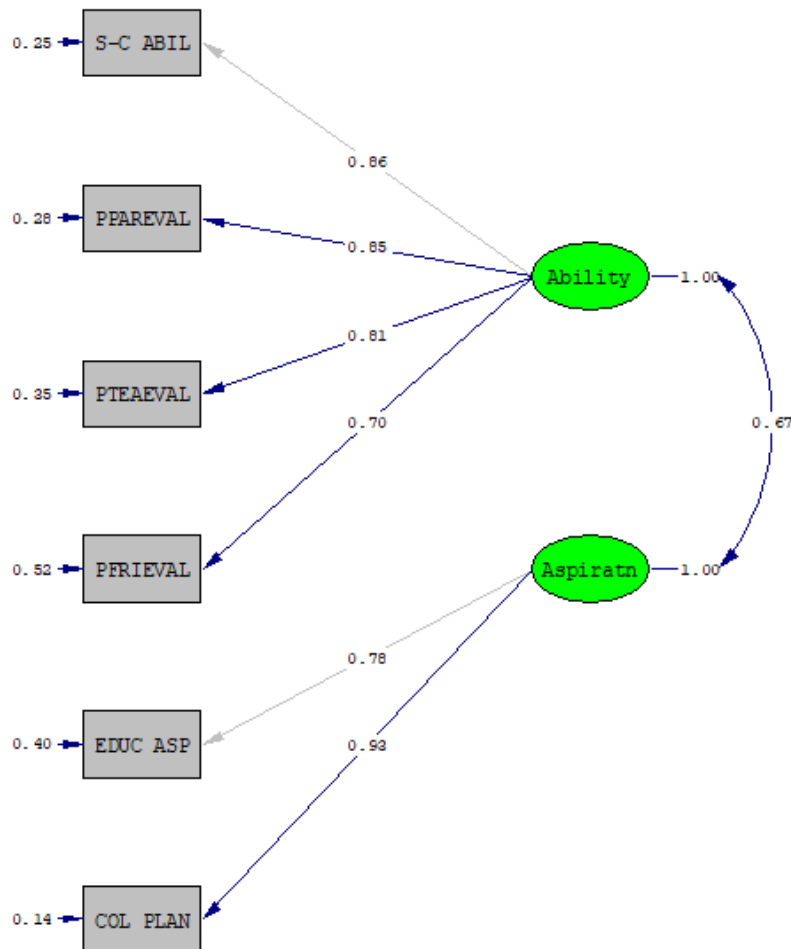 0.25 S-C ABIL
0.86
0.28 PPAREVAL
0.85
Ability 1.00
0.81
0.35 PTEAEVAL
0.70
0.67
0.52 PFRIEVAL
Aspiratn 1.00
0.78
0.40 EDUC ASP
0.93
0.14 COL PLAN